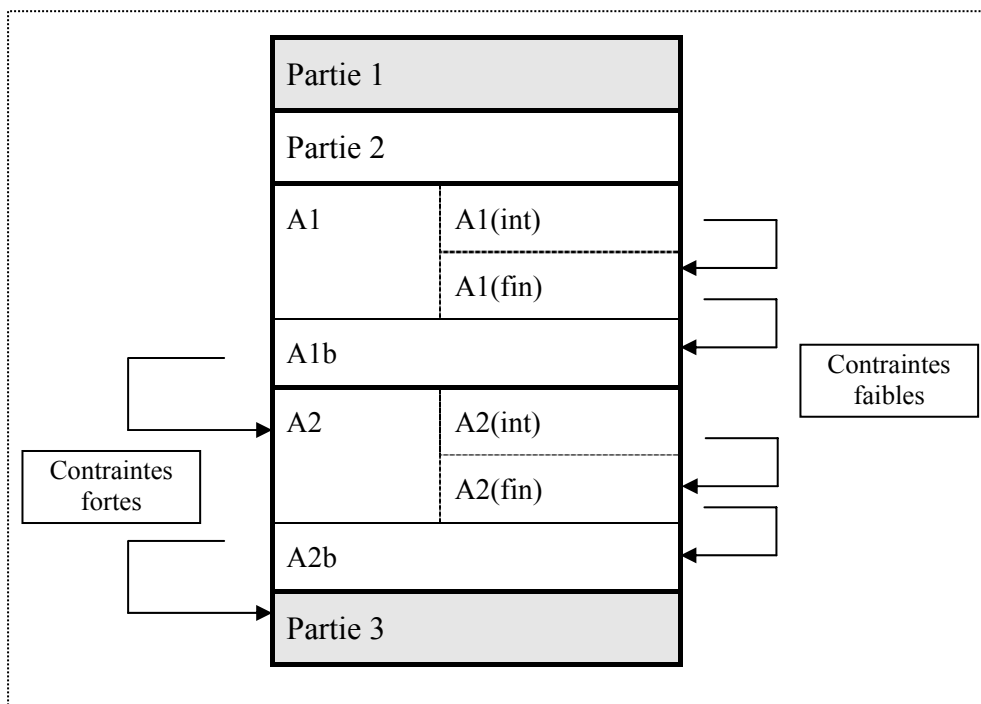 Partie 1
Partie 2
A1
A1(int)
A1(fin)
A1b
A2
A2(int)
A2(fin)
A2b
Partie 3
Contraintes
fortes
Contraintes
faibles